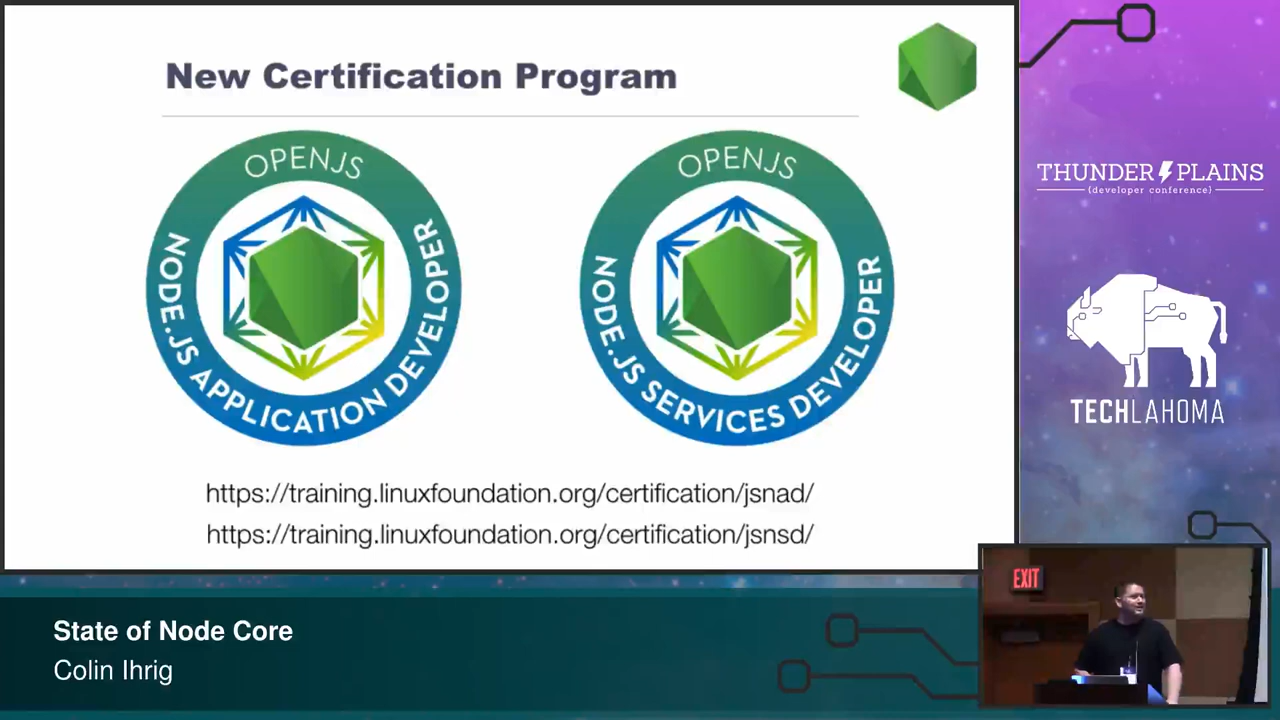 New Certification Program
OPENJS
NODE.JS APPLICATION DEVELOPER
OPENJS
NODE.JS SERVICES DEVELOPER
https://training.linuxfoundation.org/certification/jsnad/
https://training.linuxfoundation.org/certification/jsnsd/
THUNDER PLAINS
{developer conference}
TECHLAHOMA
EXIT
State of Node Core
Colin Ihrig